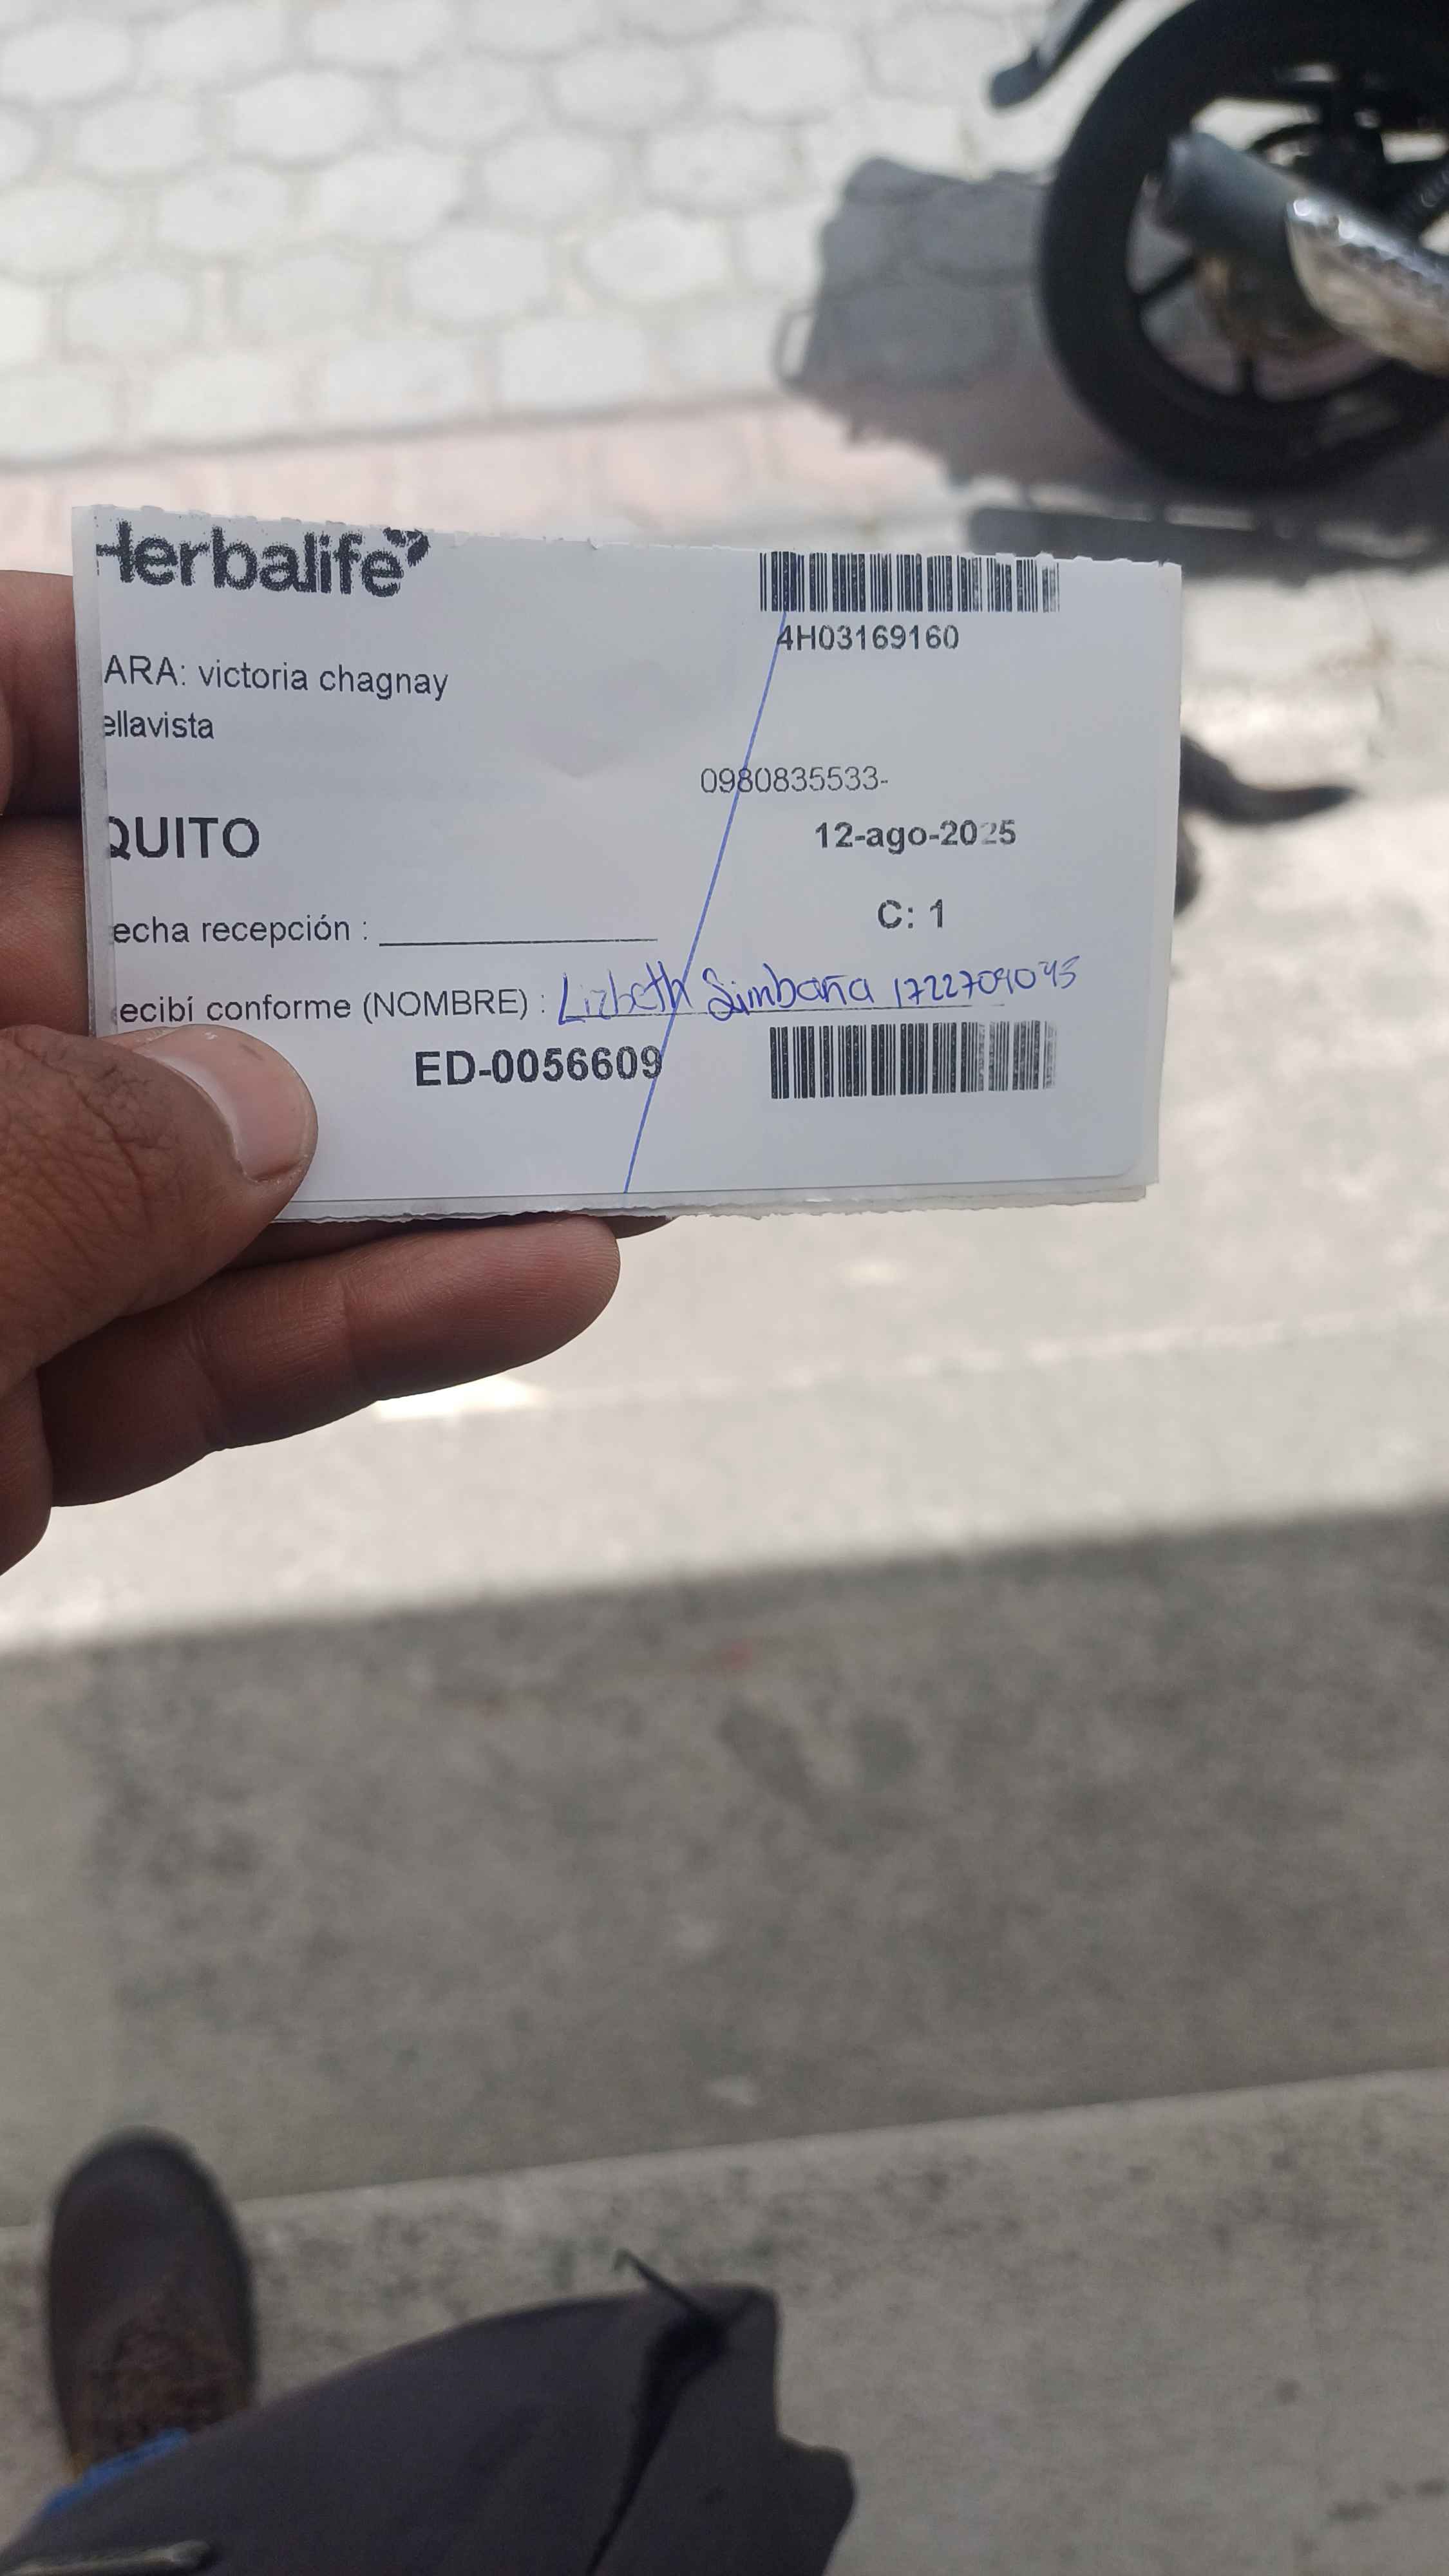 Herbalife
4H03169160
ARA: victoria chagnay
ellavista
0980835533-
QUITO
12-ago-2025
echa recepción : ____________
C: 1
ecibí conforme (NOMBRE) : Lizbeth Simbaña 1722709045
ED-0056609